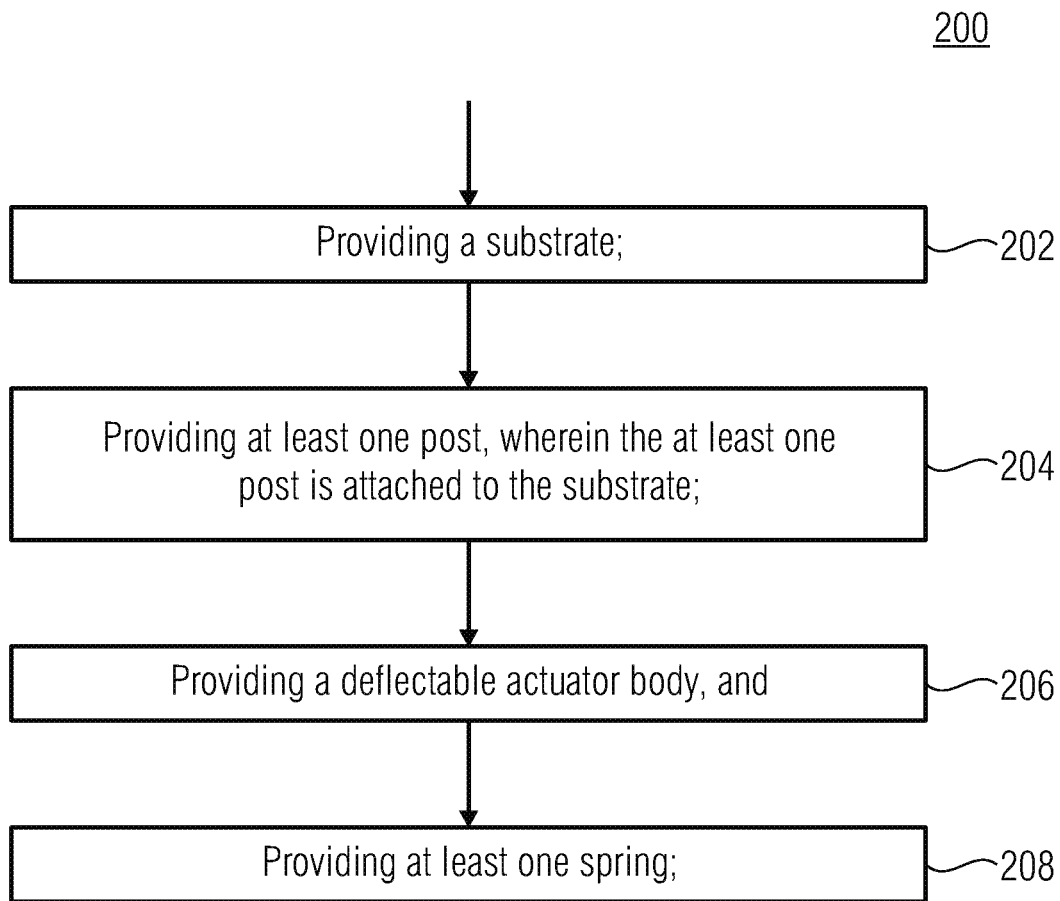 200
Providing a substrate;
202
Providing at least one post, wherein the at least one
post is attached to the substrate;
204
Providing a deflectable actuator body, and
206
Providing at least one spring;
208